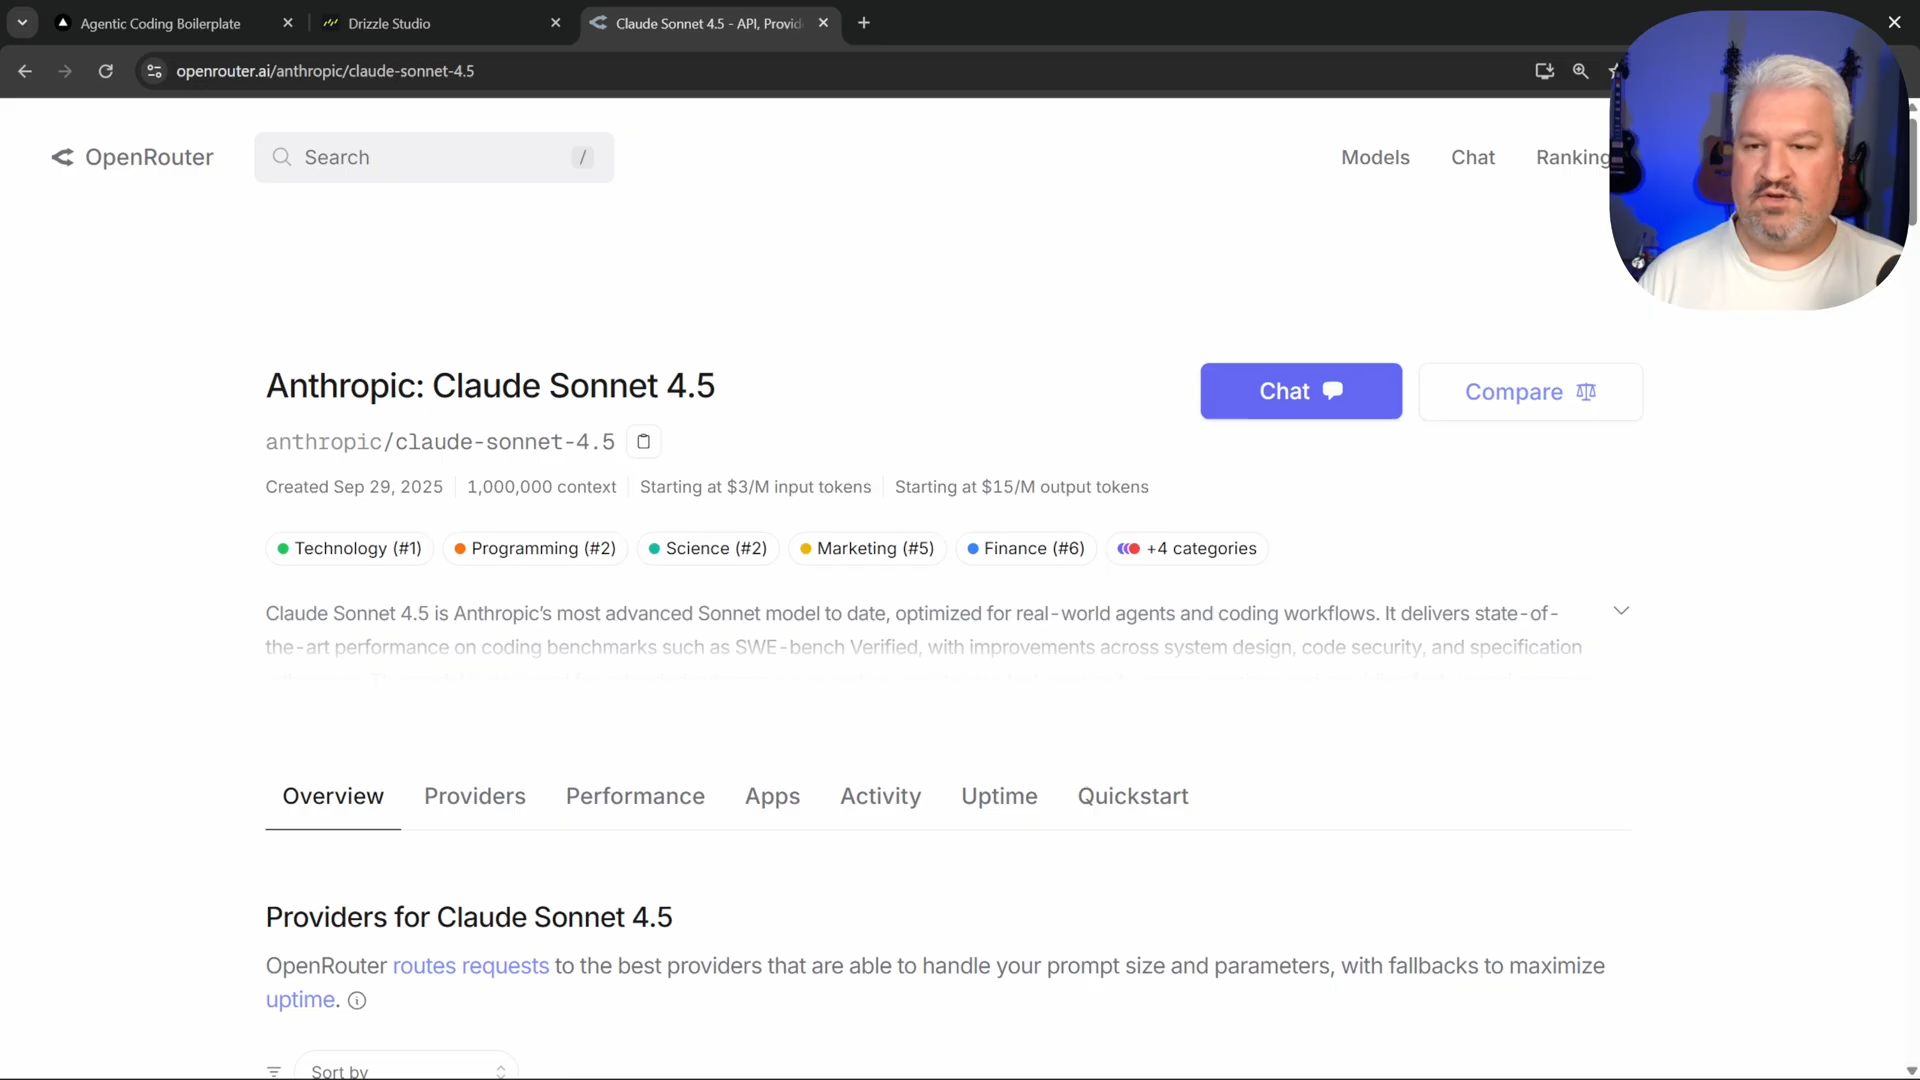 Agentic Coding Boilerplate
Drizzle Studio
Claude Sonnet 4.5 - API, Provid
openrouter.ai/anthropic/claude-sonnet-4.5
OpenRouter
Search
/
Models
Chat
Ranking
Anthropic: Claude Sonnet 4.5
Chat
Compare
anthropic/claude-sonnet-4.5
Created Sep 29, 2025
1,000,000 context
Starting at $3/M input tokens
Starting at $15/M output tokens
Technology (#1)
Programming (#2)
Science (#2)
Marketing (#5)
Finance (#6)
+4 categories
Claude Sonnet 4.5 is Anthropic’s most advanced Sonnet model to date, optimized for real-world agents and coding workflows. It delivers state-of-
the-art performance on coding benchmarks such as SWE-bench Verified, with improvements across system design, code security, and specification
Overview
Providers
Performance
Apps
Activity
Uptime
Quickstart
Providers for Claude Sonnet 4.5
OpenRouter routes requests to the best providers that are able to handle your prompt size and parameters, with fallbacks to maximize
uptime.
Sort by